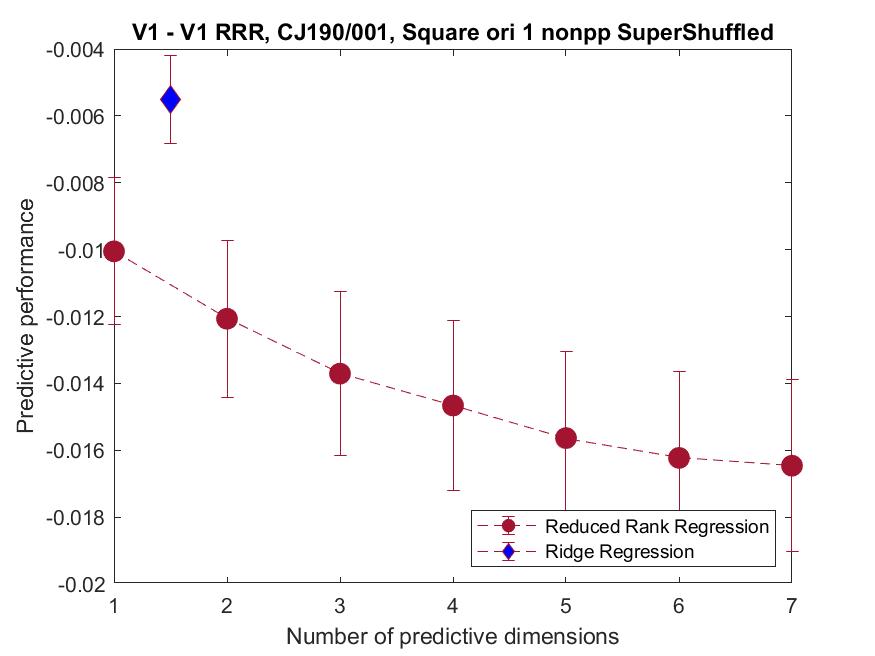 V1 - V1 RRR, CJ190/001, Square ori 1 nonpp SuperShuffled
-0.004
-0.006
-0.008
-0.01
-0.012
-0.014
-0.016
-0.018
-0.02
Predictive performance
Reduced Rank Regression
Ridge Regression
1 2 3 4 5 6 7
Number of predictive dimensions